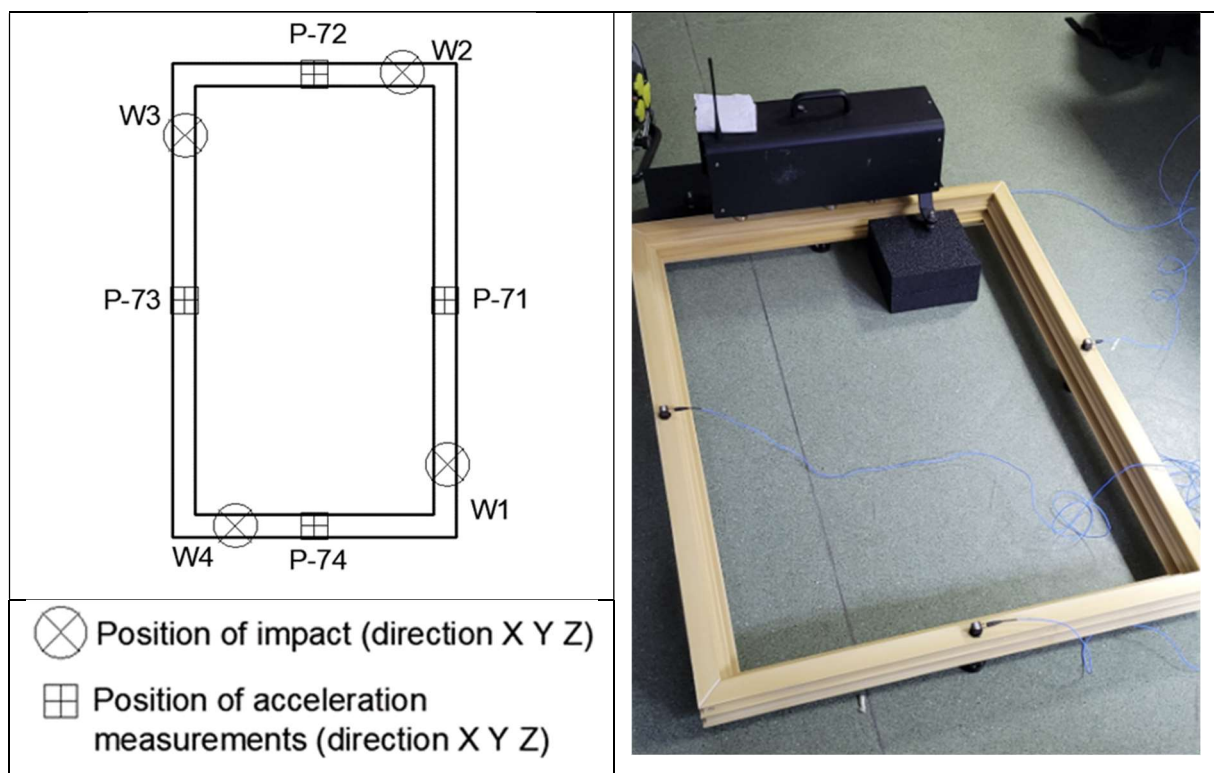 P-72
W2
W3
P-73
P-71
W1
W4
P-74
Position of impact (direction X Y Z)
Position of acceleration
measurements (direction X Y Z)